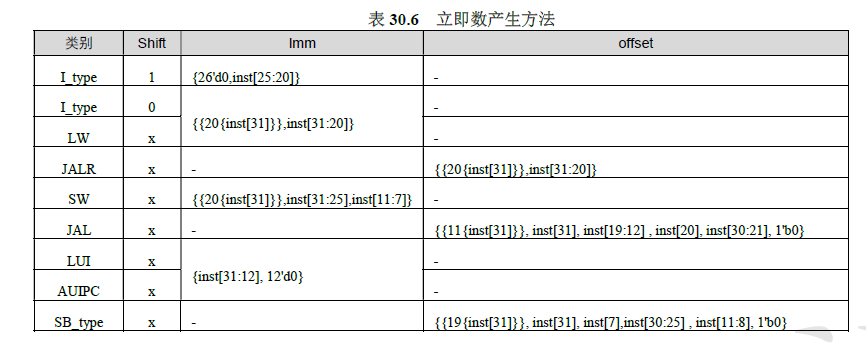 表 30.6 立即数产生方法
类别 Shift Imm offset
I_type 1 {26'd0,inst[25:20]} -
I_type 0 {{20{inst[31]}},inst[31:20]} -
LW x -
JALR x - {{20{inst[31]}},inst[31:20]}
SW x {{20{inst[31]}},inst[31:25],inst[11:7]} -
JAL x - {{11{inst[31]}}, inst[31], inst[19:12] , inst[20], inst[30:21], 1'b0}
LUI x {inst[31:12], 12'd0} -
AUIPC x -
SB_type x - {{19{inst[31]}}, inst[31], inst[7],inst[30:25] , inst[11:8], 1'b0}